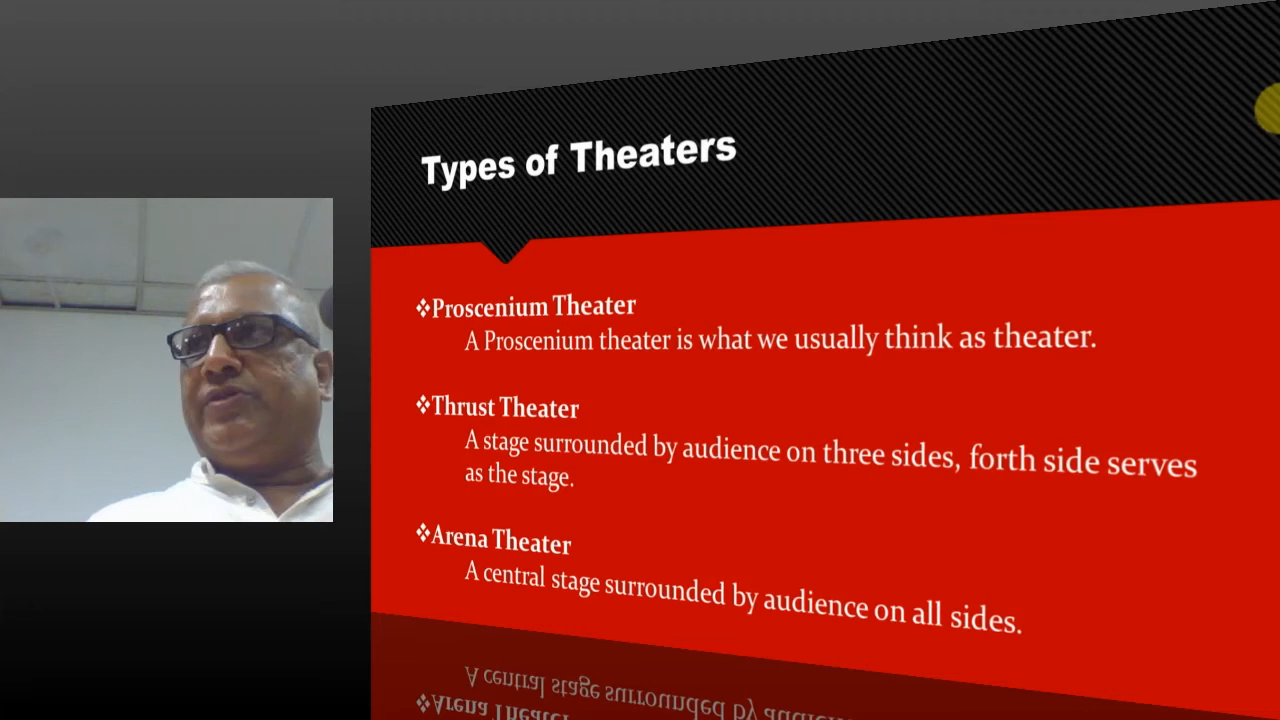 Types of Theaters
❖Proscenium Theater
A Proscenium theater is what we usually think as theater.
❖Thrust Theater
A stage surrounded by audience on three sides, forth side serves
as the stage.
❖Arena Theater
A central stage surrounded by audience on all sides.